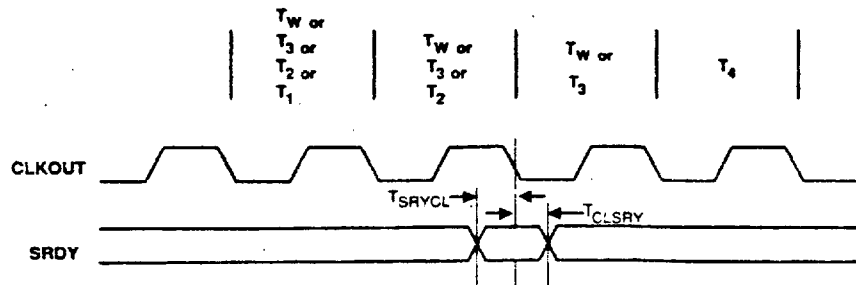 TW or
T3 or
T2 or
T1
TW or
T3 or
T2
TW or
T3
T4
CLKOUT
TSRYCL
TCLSRY
SRDY